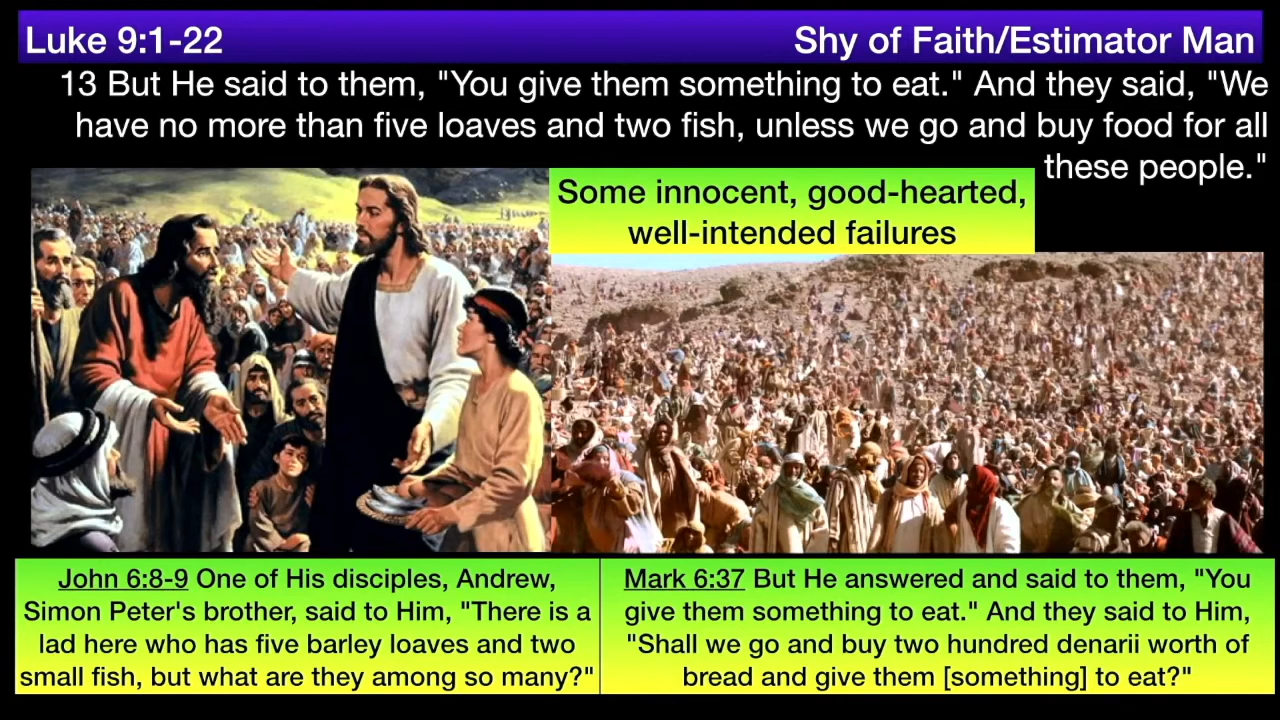 Luke 9:1-22
Shy of Faith/Estimator Man
13 But He said to them, "You give them something to eat." And they said, "We
have no more than five loaves and two fish, unless we go and buy food for all
these people."
Some innocent, good-hearted,
well-intended failures
John 6:8-9 One of His disciples, Andrew,
Simon Peter's brother, said to Him, "There is a
lad here who has five barley loaves and two
small fish, but what are they among so many?"
Mark 6:37 But He answered and said to them, "You
give them something to eat." And they said to Him,
"Shall we go and buy two hundred denarii worth of
bread and give them [something] to eat?"